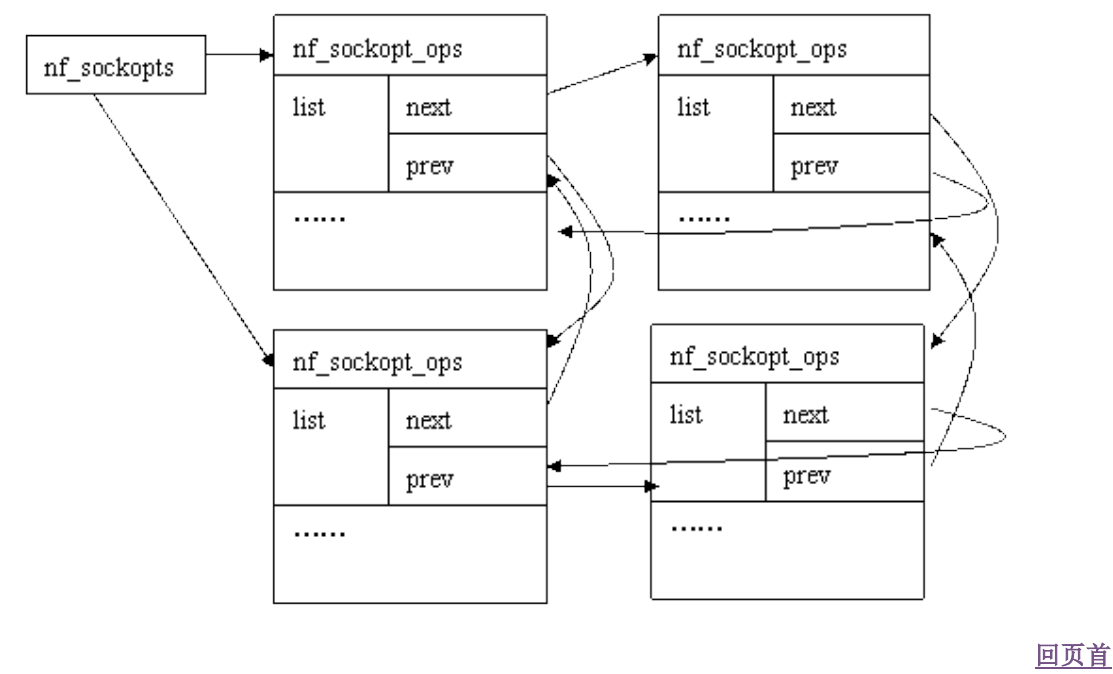 nf_sockopts
nf_sockopt_ops
list
next
prev
......
nf_sockopt_ops
list
next
prev
......
nf_sockopt_ops
list
next
prev
......
nf_sockopt_ops
list
next
prev
......
回页首